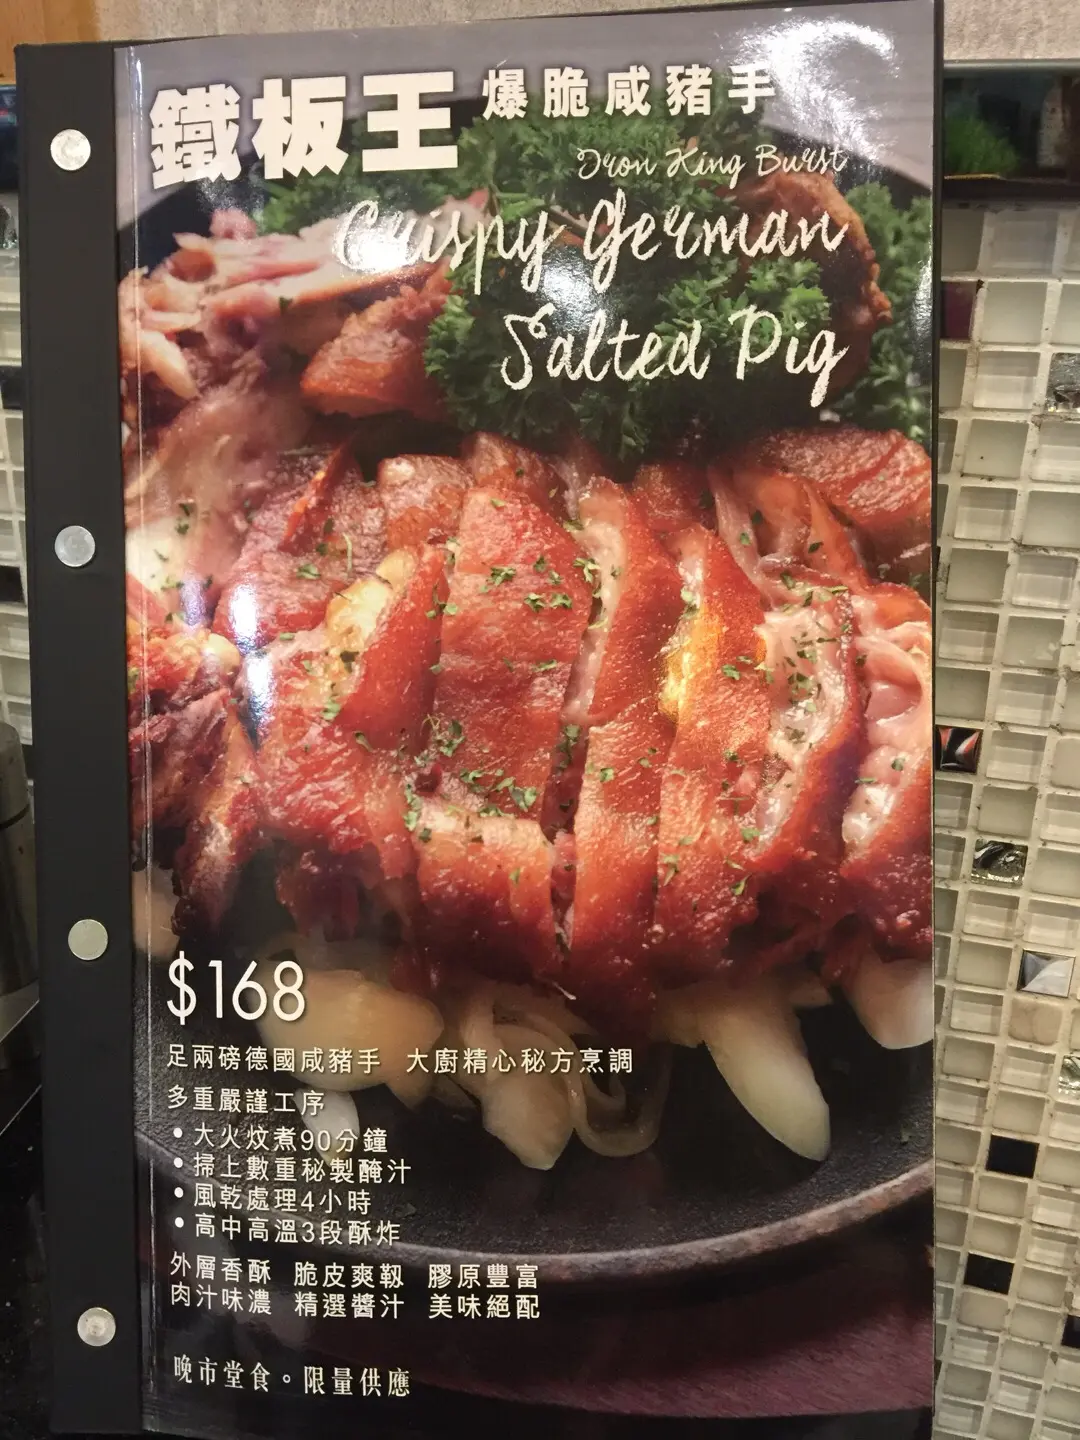 鐵板王 爆脆咸豬手
Iron King Burst
Crispy German
Salted Pig
$168
足兩磅德國咸豬手 大廚精心秘方烹調
多重嚴謹工序
• 大火炆煮90分鐘
• 掃上數重秘製醃汁
• 風乾處理4小時
• 高中高溫3段酥炸
外層香酥 脆皮爽韌 膠原豐富
肉汁味濃 精選醬汁 美味絕配
晚市堂食。限量供應